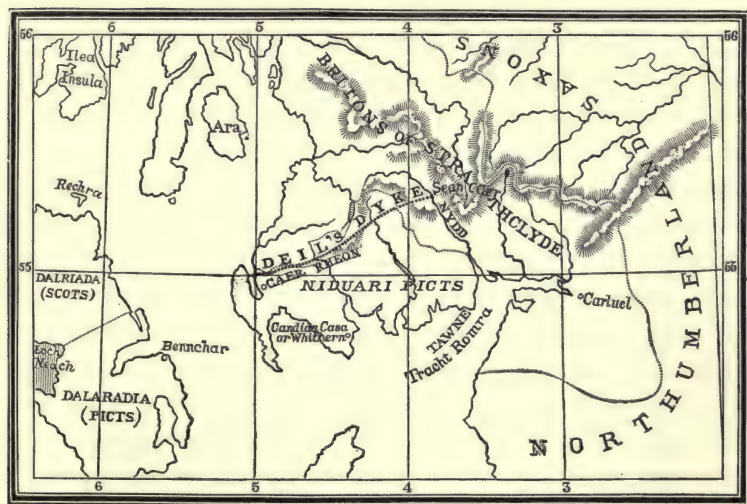 6
5
4
3
56
56
Ilea
Insula
Ara
BRITONS OF STRATHCLYDE
SAXONS
Rechra
DEIL'S DYKE
NYDD
CAER RHEON
55
55
DALRIADA
(SCOTS)
NIDUARI PICTS
Carluel
Candida Casa
or Whithern
TAWNE
Tracht Romra
Loch
Neach
Bennchar
DALARADIA
(PICTS)
NORTHUMBERLAND
6
5
4
3